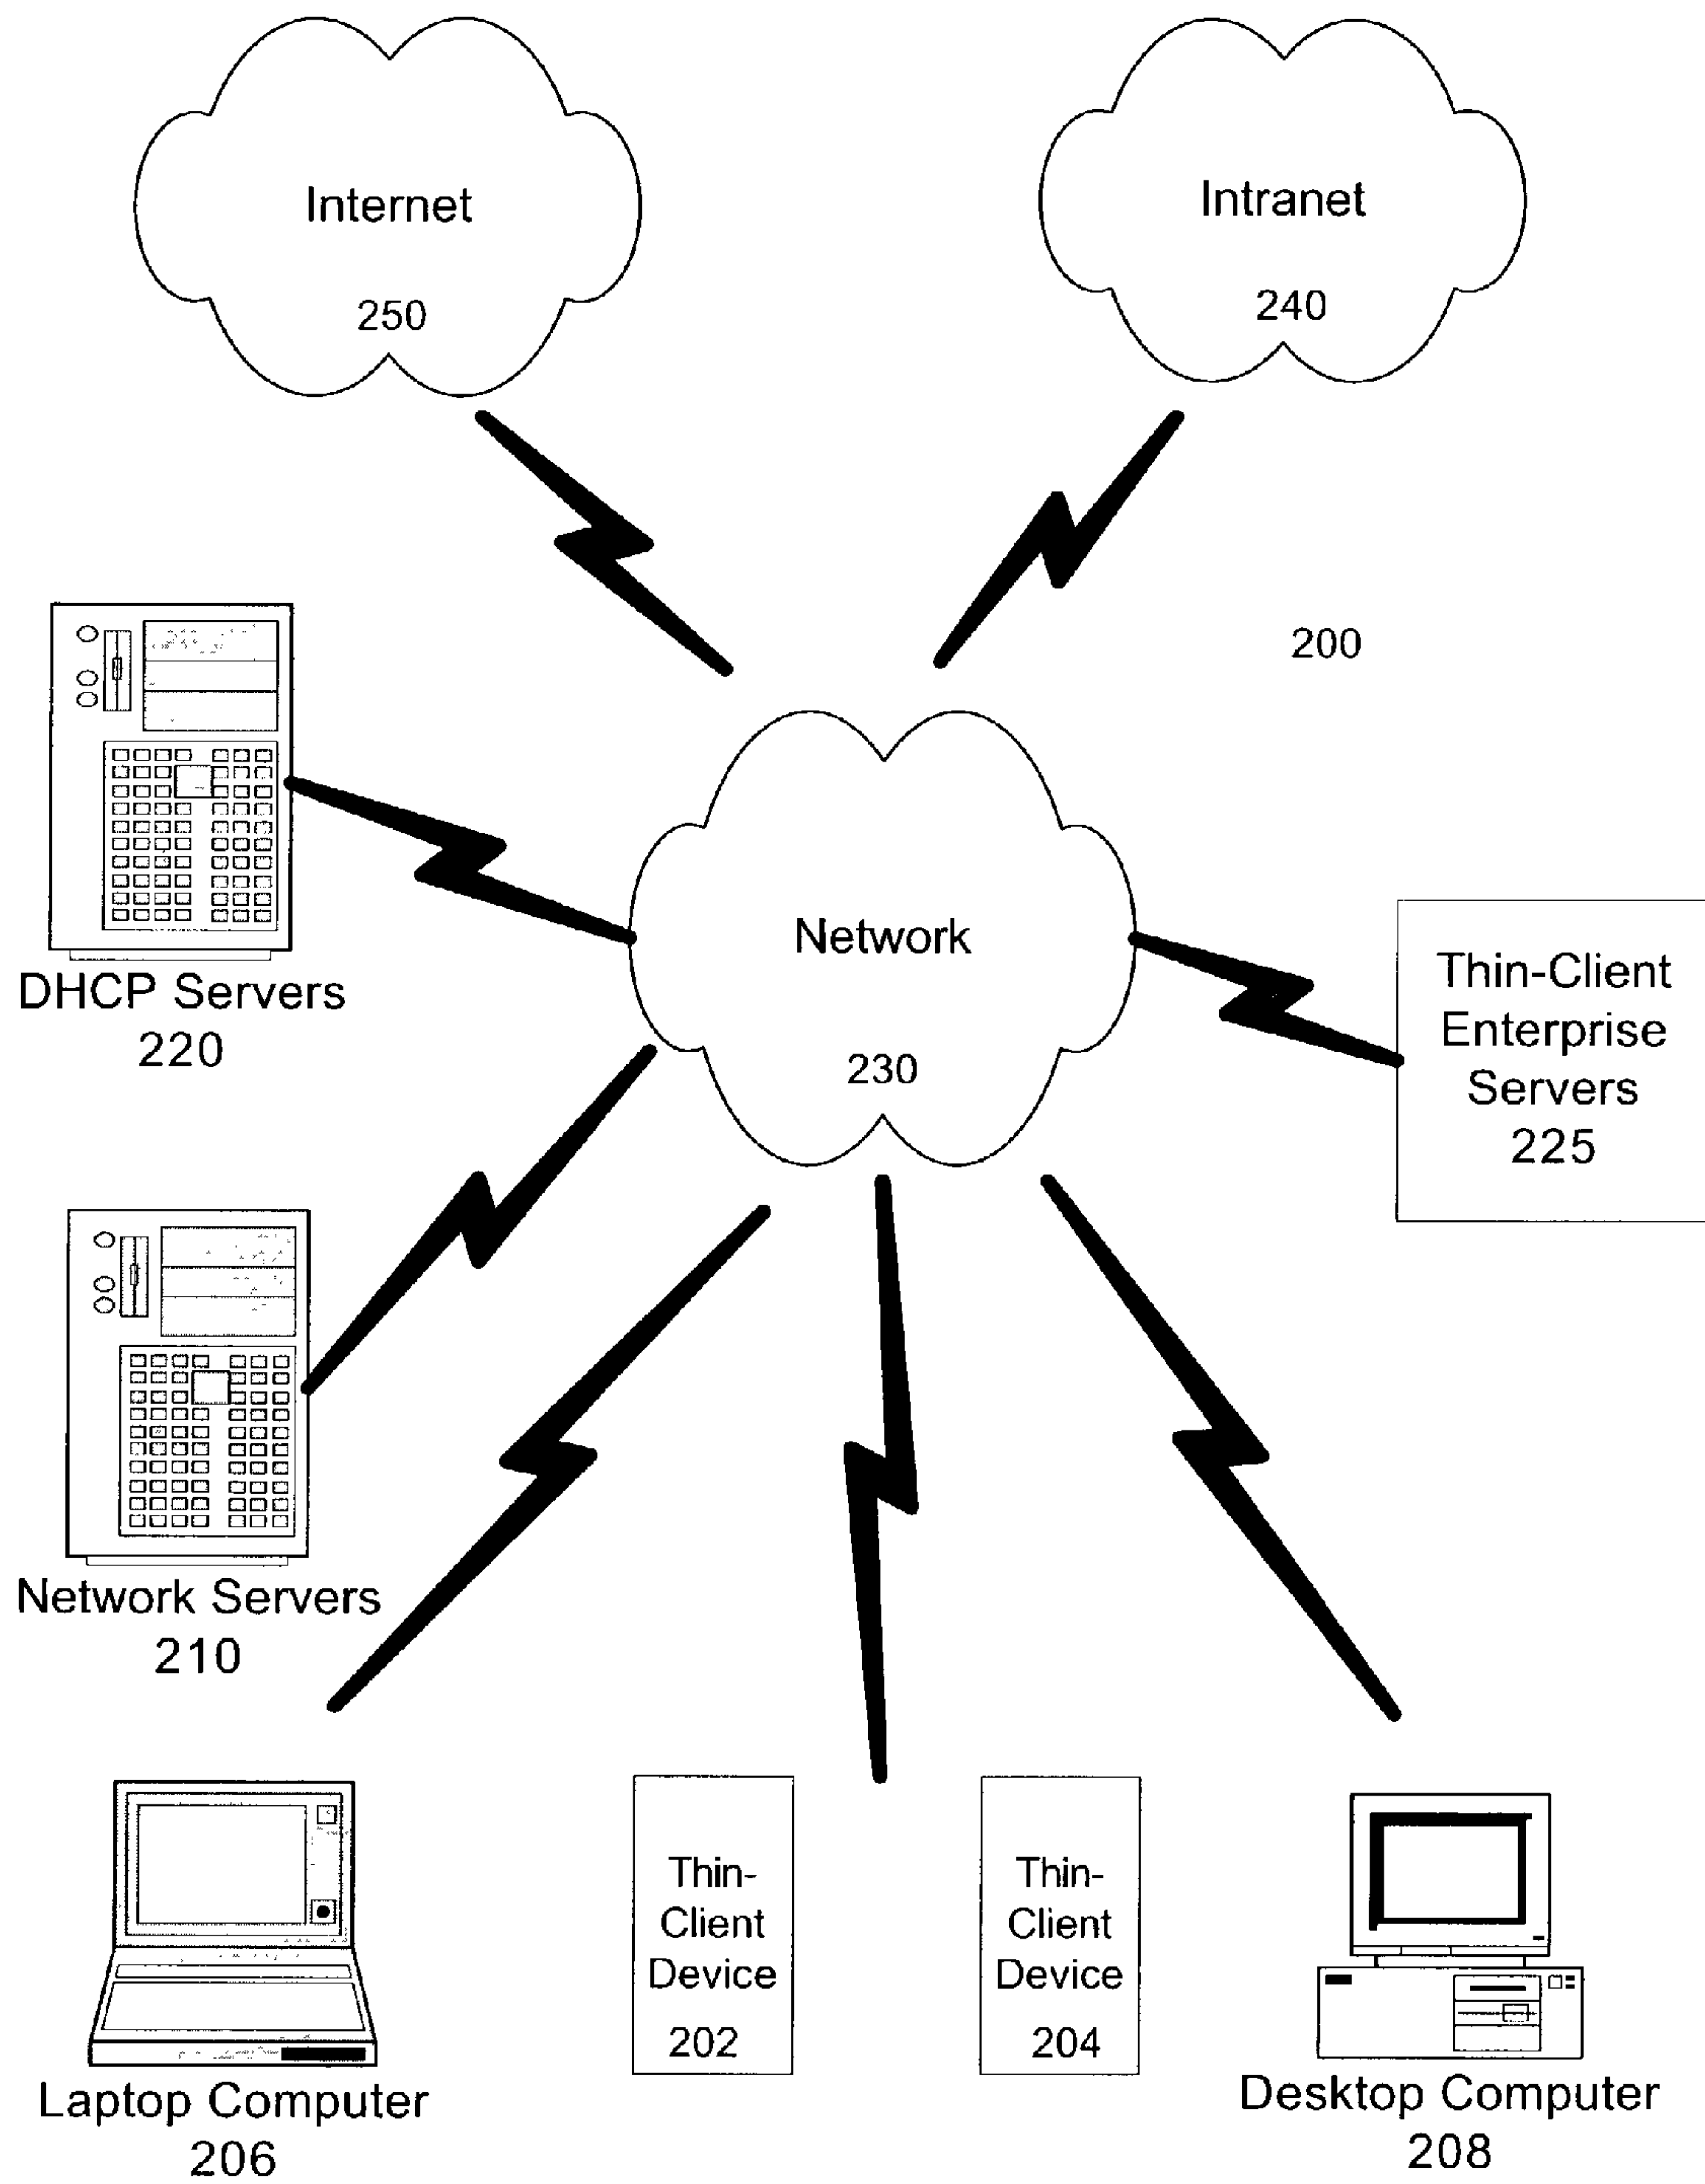 Internet
250
Intranet
240
200
DHCP Servers
220
Network
230
Thin-Client
Enterprise
Servers
225
Network Servers
210
Laptop Computer
206
Thin-
Client
Device
202
Thin-
Client
Device
204
Desktop Computer
208